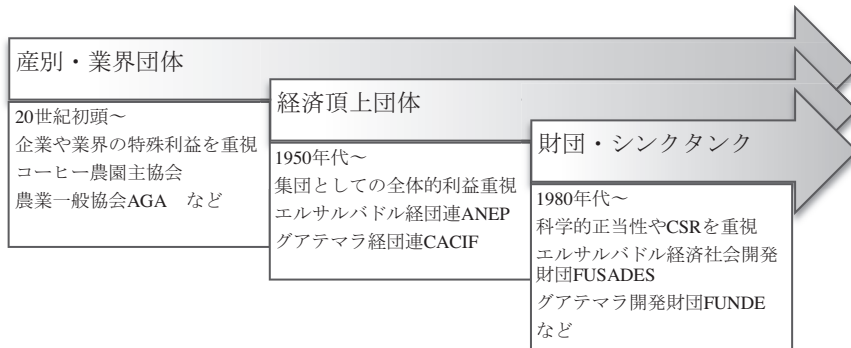 産別・業界団体
20世紀初頭～
企業や業界の特殊利益を重視
コーヒー農園主協会
農業一般協会AGA　など
経済頂上団体
1950年代～
集団としての全体的利益重視
エルサルバドル経団連ANEP
グアテマラ経団連CACIF
財団・シンクタンク
1980年代～
科学的正当性やCSRを重視
エルサルバドル経済社会開発
財団FUSADES
グアテマラ開発財団FUNDE
など